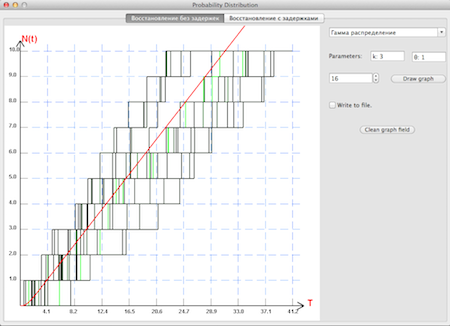 Probability Distribution
Восстановление без задержек
Восстановление с задержками
N(t)
10.0
9.0
8.0
7.0
6.0
5.0
4.0
3.0
2.0
1.0
4.1 8.2 12.4 16.5 20.6 24.7 28.9 33.0 37.1 41.2
T
Гамма распределение
Parameters: k: 3 θ: 1
16 Draw graph
Write to file.
Clean graph field